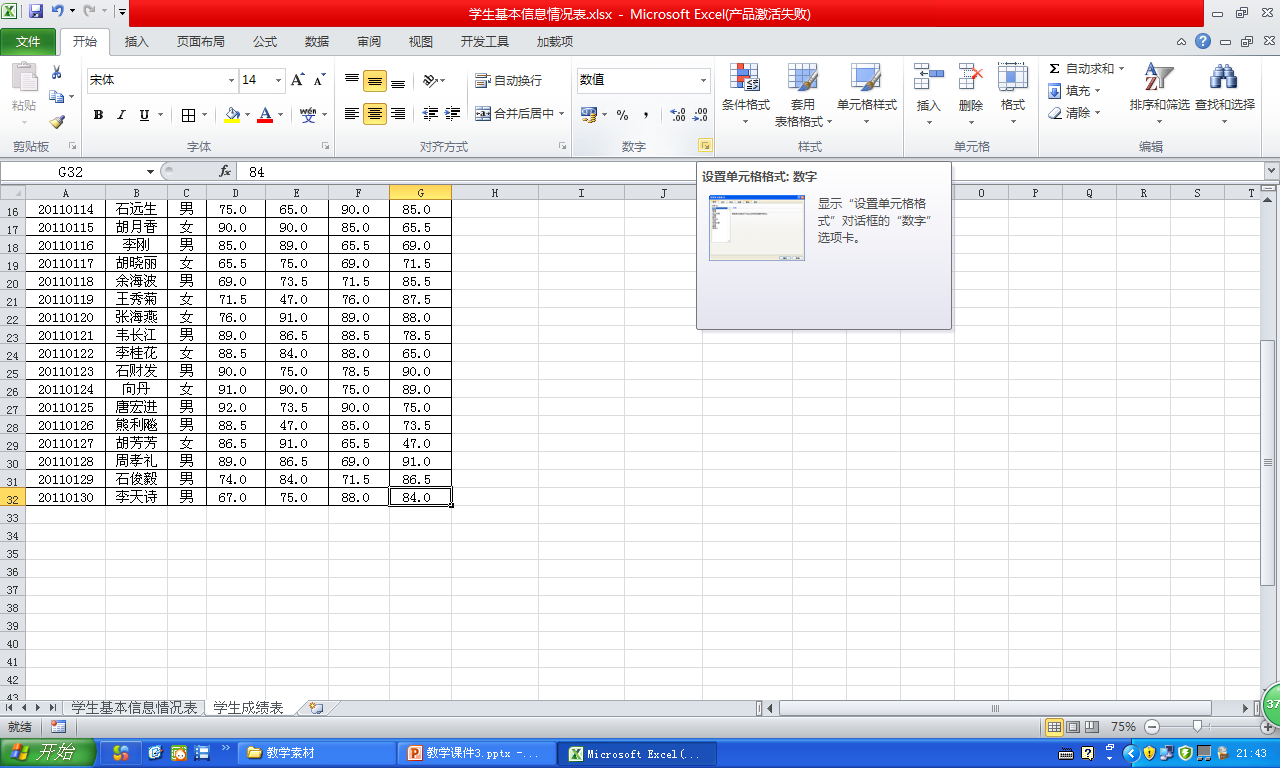 学生基本信息情况表.xlsx - Microsoft Excel(产品激活失败)
文件 开始 插入 页面布局 公式 数据 审阅 视图 开发工具 加载项
宋体 14 自动换行 数值 Σ 自动求和
粘贴 条件格式 套用 单元格样式 插入 删除 格式 填充 排序和筛选 查找和选择
B I U A wén 变 合并后居中 % , 表格格式 清除
剪贴板 字体 对齐方式 数字 样式 单元格 编辑
G32 fx 84
设置单元格格式: 数字
显示“设置单元格格
式”对话框的“数字”
选项卡。
A B C D E F G H I J O P Q R S T
16 20110114 石远生 男 75.0 65.0 90.0 85.0
17 20110115 胡月香 女 90.0 90.0 85.0 65.5
18 20110116 李刚 男 85.0 89.0 65.5 69.0
19 20110117 胡晓丽 女 65.5 75.0 69.0 71.5
20 20110118 余海波 男 69.0 73.5 71.5 85.5
21 20110119 王秀菊 女 71.5 47.0 76.0 87.5
22 20110120 张海燕 女 76.0 91.0 89.0 88.0
23 20110121 韦长江 男 89.0 86.5 88.5 78.5
24 20110122 李桂花 女 88.5 84.0 88.0 65.0
25 20110123 石财发 男 90.0 75.0 78.5 90.0
26 20110124 向丹 女 91.0 90.0 75.0 89.0
27 20110125 唐宏进 男 92.0 73.5 90.0 75.0
28 20110126 熊利 男 88.5 47.0 85.0 73.5
29 20110127 胡芳芳 女 86.5 91.0 65.5 47.0
30 20110128 周孝礼 男 89.0 86.5 69.0 91.0
31 20110129 石俊毅 男 74.0 84.0 71.5 86.5
32 20110130 李天诗 男 67.0 75.0 88.0 84.0
33
34
35
36
37
38
39
40
41
42
43
学生基本信息情况表 学生成绩表
就绪 75%
37
开始 教学素材 教学课件3.pptx -... Microsoft Excel(... 21:43